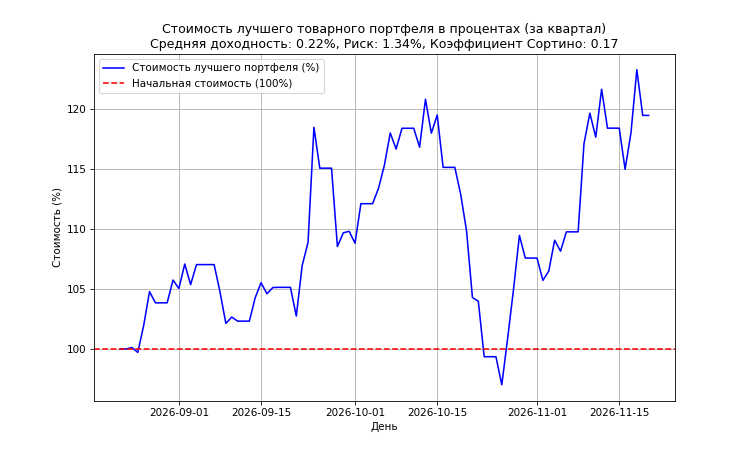 Стоимость лучшего товарного портфеля в процентах (за квартал)
Средняя доходность: 0.22%, Риск: 1.34%, Коэффициент Сортино: 0.17
Стоимость лучшего портфеля (%)
Начальная стоимость (100%)
Стоимость (%)
120
115
110
105
100
2026-09-01
2026-09-15
2026-10-01
2026-10-15
2026-11-01
2026-11-15
День